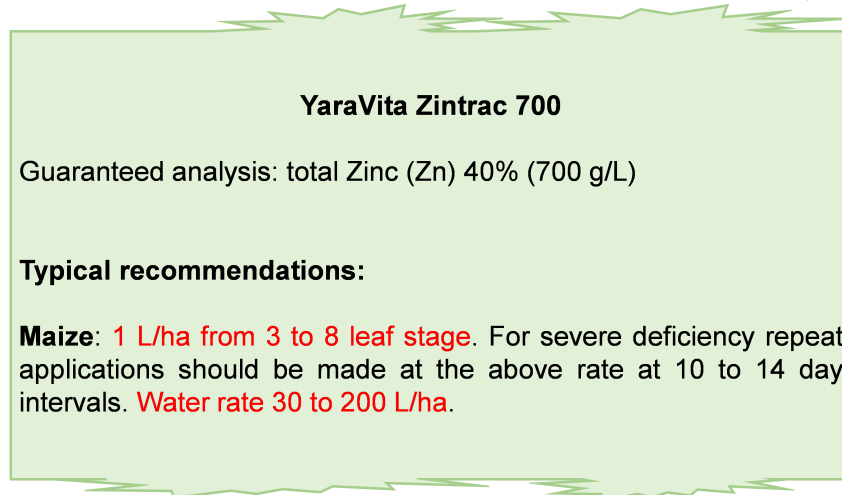 YaraVita Zintrac 700
Guaranteed analysis: total Zinc (Zn) 40% (700 g/L)
Typical recommendations:
Maize: 1 L/ha from 3 to 8 leaf stage. For severe deficiency repeat
applications should be made at the above rate at 10 to 14 day
intervals. Water rate 30 to 200 L/ha.